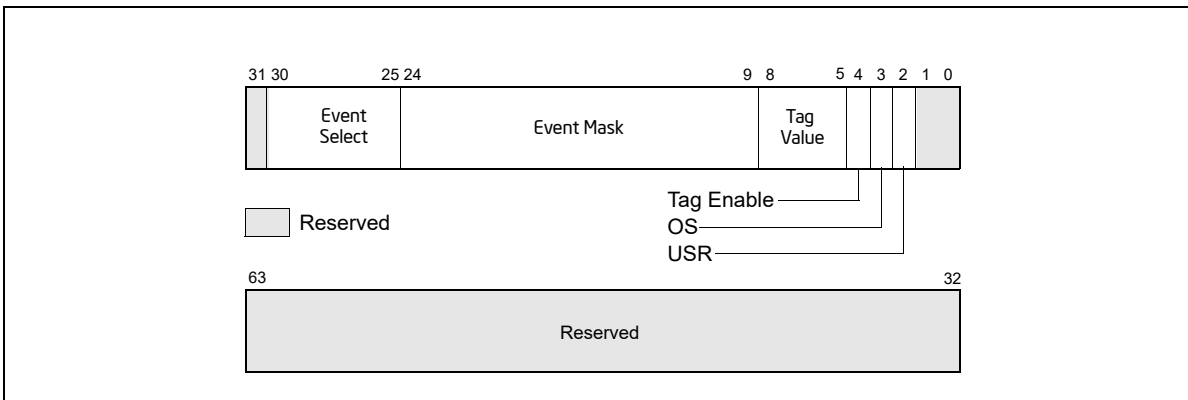 31 30 25 24 9 8 5 4 3 2 1 0
Event
Select
Event Mask
Tag
Value
Tag Enable
OS
USR
Reserved
63 32
Reserved